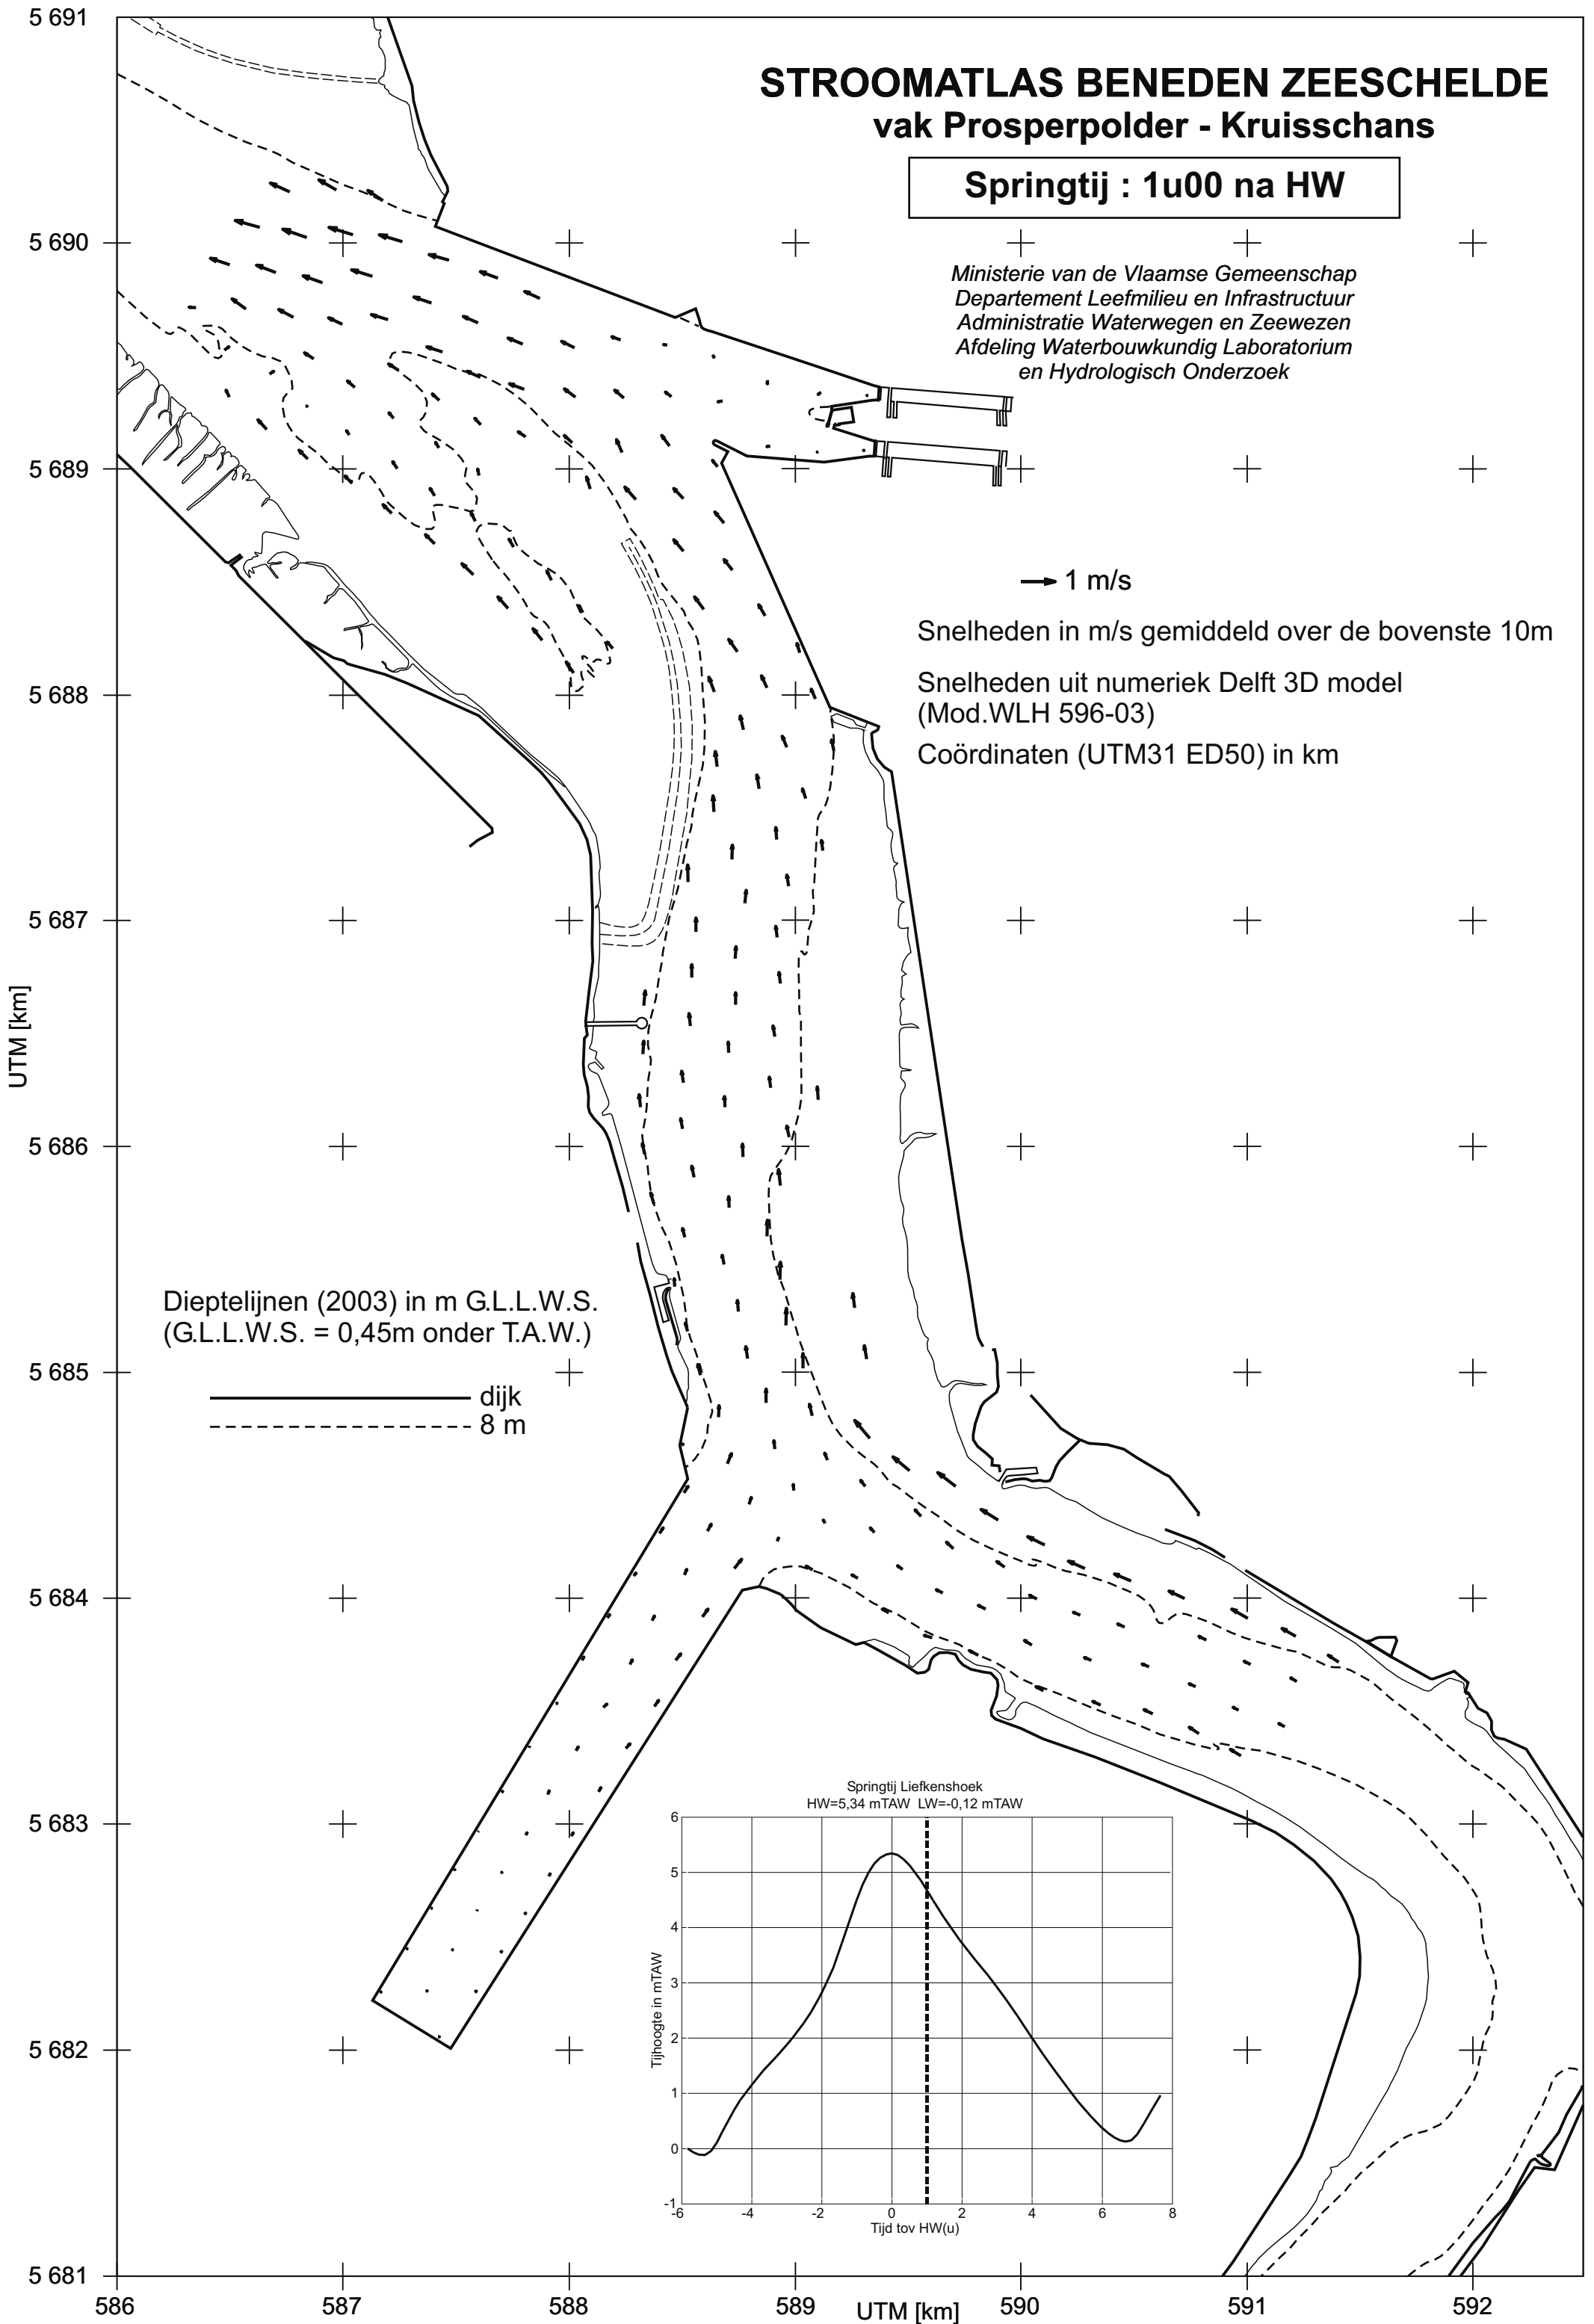 STROOMATLAS BENEDEN ZEESCHELDE
vak Prosperpolder - Kruisschans
Springtij : 1u00 na HW
Ministerie van de Vlaamse Gemeenschap
Departement Leefmilieu en Infrastructuur
Administratie Waterwegen en Zeewezen
Afdeling Waterbouwkundig Laboratorium
en Hydrologisch Onderzoek
1 m/s
Snelheden in m/s gemiddeld over de bovenste 10m
Snelheden uit numeriek Delft 3D model
(Mod.WLH 596-03)
Coördinaten (UTM31 ED50) in km
Dieptelijnen (2003) in m G.L.L.W.S.
(G.L.L.W.S. = 0,45m onder T.A.W.)
dijk
8 m
5 691
5 690
5 689
5 688
5 687
5 686
5 685
5 684
5 683
5 682
5 681
UTM [km]
586
587
588
589
590
591
592
UTM [km]
Springtij Liefkenshoek
HW=5,34 mTAW LW=-0,12 mTAW
6
5
4
3
2
1
0
-1
Tijhoogte in mTAW
-6
-4
-2
0
2
4
6
8
Tijd tov HW(u)